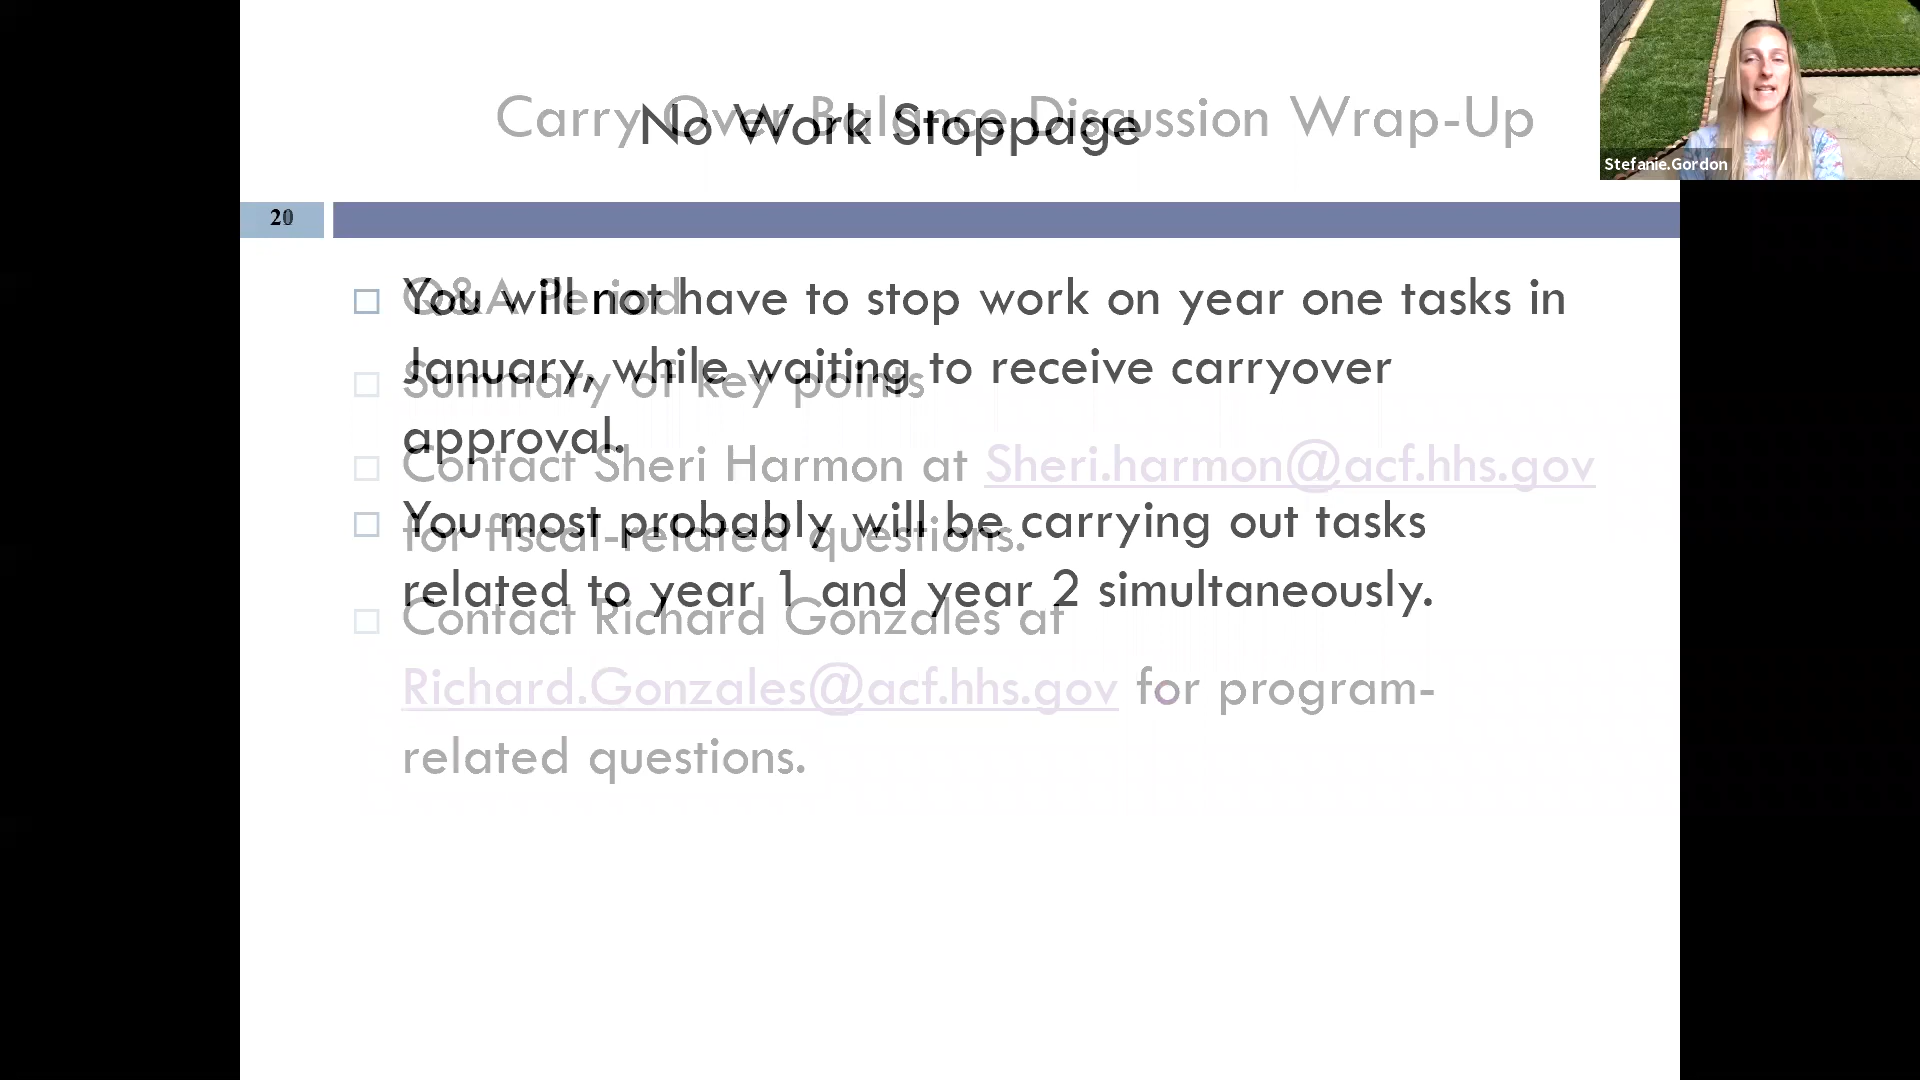 No Work Stoppage
Carry Over Balance Discussion Wrap-Up
Stefanie.Gordon
20
You will not have to stop work on year one tasks in
January, while waiting to receive carryover
approval.
You most probably will be carrying out tasks
related to year 1 and year 2 simultaneously.
Q&A Period
Summary of key points
Contact Sheri Harmon at Sheri.harmon@acf.hhs.gov
for fiscal-related questions.
Contact Richard Gonzales at
Richard.Gonzales@acf.hhs.gov for program-
related questions.